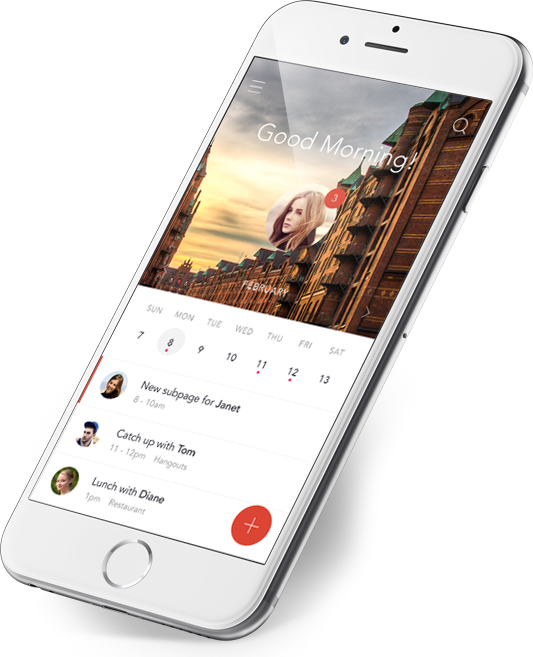 Good Morning!
3
FEBRUARY
SUN MON TUE WED THU FRI SAT
7 8 9 10 11 12 13
New subpage for Janet
8 - 10am
Catch up with Tom
11 - 12pm Hangouts
Lunch with Diane
1pm Restaurant